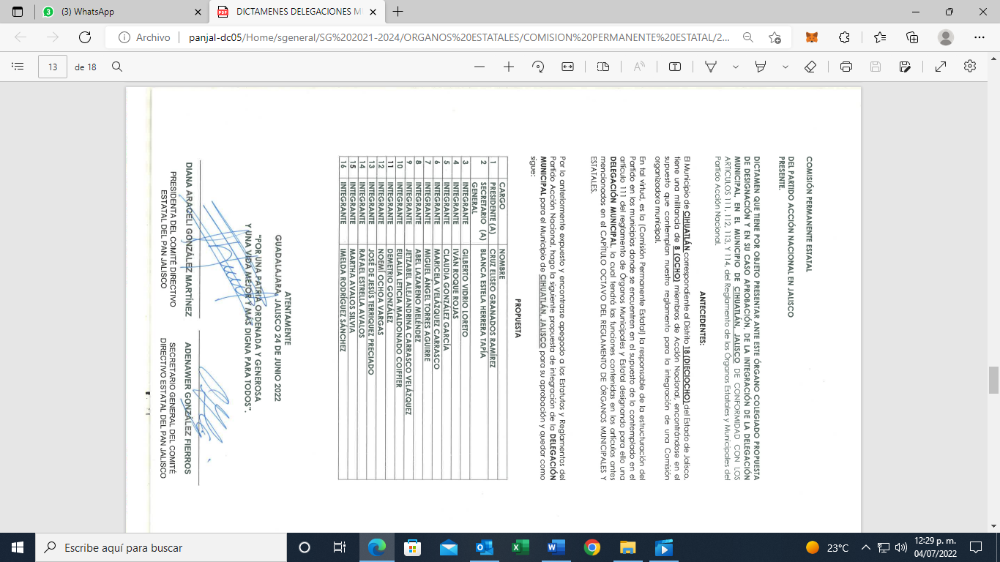 (3) WhatsApp
DICTAMENES DELEGACIONES MU
Archivo
panjal-dc05/Home/sgeneral/SG%202021-2024/ORGANOS%20ESTATALES/COMISION%20PERMANENTE%20ESTATAL/2...
13 de 18
COMISIÓN PERMANENTE ESTATAL
DEL PARTIDO ACCIÓN NACIONAL EN JALISCO
PRESENTE.
DICTAMEN QUE TIENE POR OBJETO PRESENTAR ANTE ESTE ÓRGANO COLEGIADO PROPUESTA
DE DESIGNACIÓN Y EN SU CASO APROBACIÓN, DE LA INTEGRACIÓN DE LA DELEGACIÓN
MUNICIPAL, EN EL MUNICIPIO DE CIHUATLÁN, JALISCO DE CONFORMIDAD CON LOS
ARTICULOS 111, 112, 113, Y 114, del Reglamento de los Órganos Estatales y Municipales del
Partido Acción Nacional.
ANTECEDENTES:
El Municipio de CIHUATLÁN correspondiente al Distrito 18 (DIECIOCHO) del Estado de Jalisco,
tiene una militancia de 8 (OCHO) miembros de Acción Nacional, encontrándose en el
supuesto que contemplan nuestro reglamento para la integración de una Comisión
organizadora municipal.
En tal virtud, es la (Comisión Permanente Estatal) la responsable de la estructuración del
Partido en los municipios donde se encuentren en el supuesto de lo contemplado en el
artículo 111 del reglamento de Órganos Municipales y Estatal designando para ello una
DELEGACIÓN MUNICIPAL, la cual tendrá las funciones contenidas en los artículos antes
mencionados en el CAPÍTULO OCTAVO DEL REGLAMENTO DE ÓRGANOS MUNICIPALES Y
ESTATALES.
Por lo anteriormente expuesto y encontrarse apegado a los Estatutos y Reglamentos del
Partido Acción Nacional, hago la siguiente propuesta de integración de la DELEGACIÓN
MUNICIPAL para el Municipio de CIHUATLÁN, JALISCO para su aprobación y quedar como
sigue:
PROPUESTA
CARGO NOMBRE
1 PRESIDENTE (A) CRUZ ELISEO GRANADOS RAMÍREZ
2 SECRETARIO (A) GENERAL BLANCA ESTELA HERRERA TAPÍA
3 INTEGRANTE GILBERTO VIDRIO LORETO
4 INTEGRANTE IVÁN ROQUE ROJAS
5 INTEGRANTE CLAUDIA GONZÁLEZ GARCÍA
6 INTEGRANTE MARICELA VELÁZQUEZ CARRASCO
7 INTEGRANTE MIGUEL ÁNGEL TORRES AGUIRRE
8 INTEGRANTE ABEL LAZARENO MELÉNDEZ
9 INTEGRANTE JETZABEL ALEJANDRINA CARRASCO VELÁZQUEZ
10 INTEGRANTE EULALIA LETICIA MALDONADO COIFFIER
11 INTEGRANTE DEMETRIO GONZÁLEZ
12 INTEGRANTE NOEMÍ OCHOA VARGAS
13 INTEGRANTE JOSÉ DE JESÚS TERRIQUEZ PRECIADO
14 INTEGRANTE RAFAEL ESTRELLA AVALOS
15 INTEGRANTE MARTHA AVALOS SILVIA
16 INTEGRANTE IMELDA RODRÍGUEZ SÁNCHEZ
ATENTAMENTE
GUADALAJARA, JALISCO 24 DE JUNIO 2022
"POR UNA PATRIA ORDENADA Y GENEROSA
Y UNA VIDA MEJOR Y MÁS DIGNA PARA TODOS".
DIANA ARACELI GONZÁLEZ MARTÍNEZ
PRESIDENTA DEL COMITÉ DIRECTIVO
ESTATAL DEL PAN JALISCO
ADENAWER GONZÁLEZ FIERROS
SECRETARIO GENERAL DEL COMITÉ
DIRECTIVO ESTATAL DEL PAN JALISCO
Escribe aquí para buscar
23°C
12:29 p. m.
04/07/2022